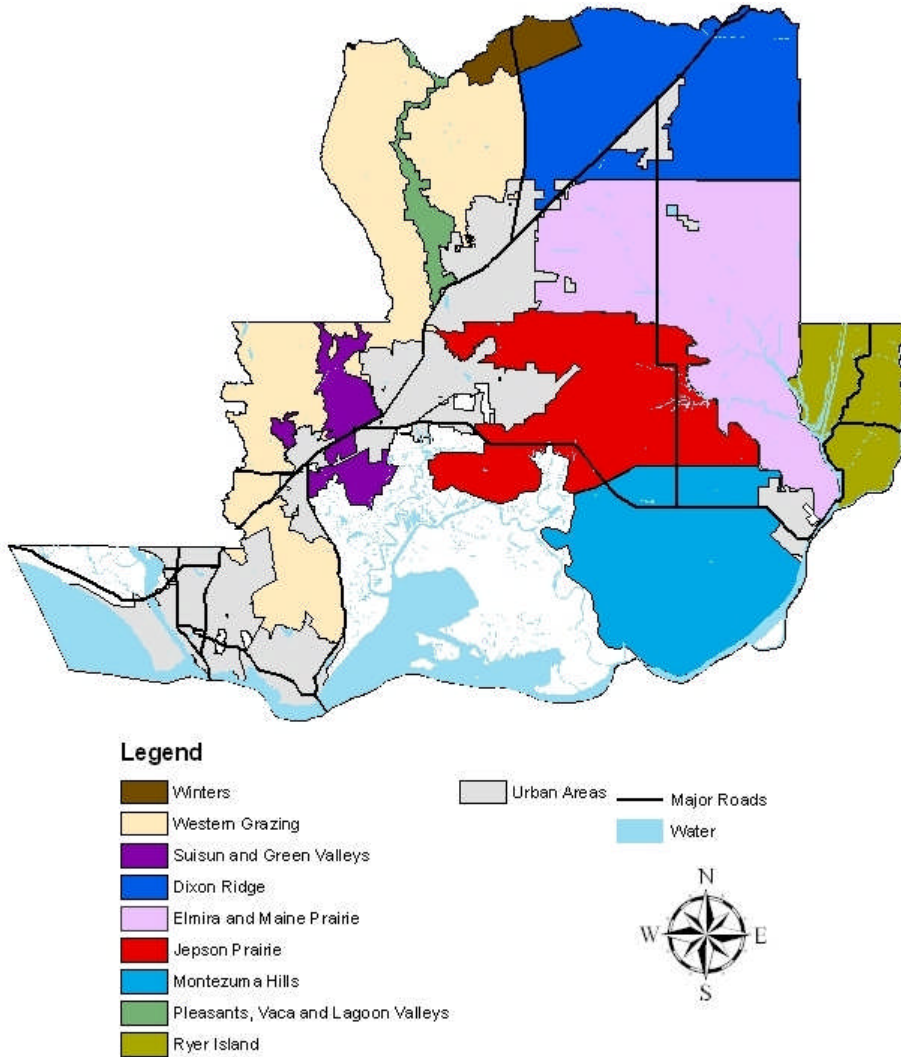 Legend
Winters
Western Grazing
Suisun and Green Valleys
Dixon Ridge
Elmira and Maine Prairie
Jepson Prairie
Montezuma Hills
Pleasants, Vaca and Lagoon Valleys
Ryer Island
Urban Areas
Major Roads
Water
N
W E
S